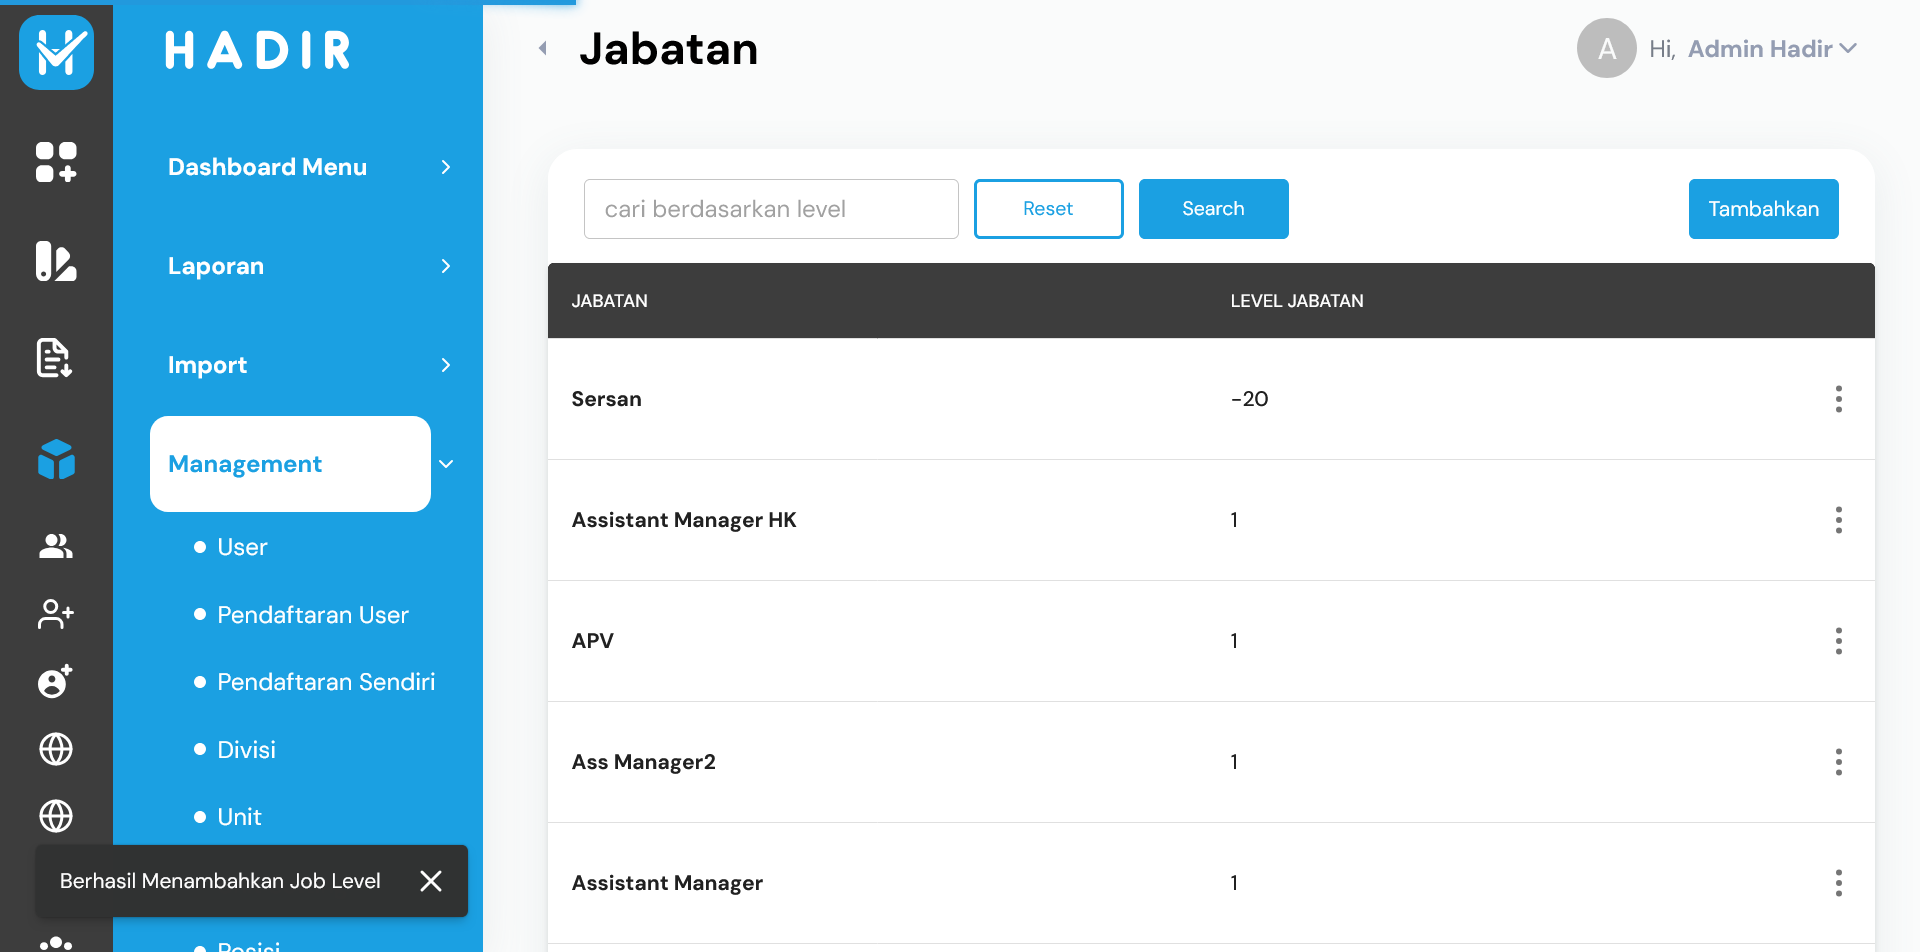 HADIR
Dashboard Menu
Laporan
Import
Management
User
Pendaftaran User
Pendaftaran Sendiri
Divisi
Unit
Berhasil Menambahkan Job Level
Posisi
Jabatan
A
Hi, Admin Hadir
cari berdasarkan level
Reset
Search
Tambahkan
JABATAN LEVEL JABATAN
Sersan -20
Assistant Manager HK 1
APV 1
Ass Manager2 1
Assistant Manager 1